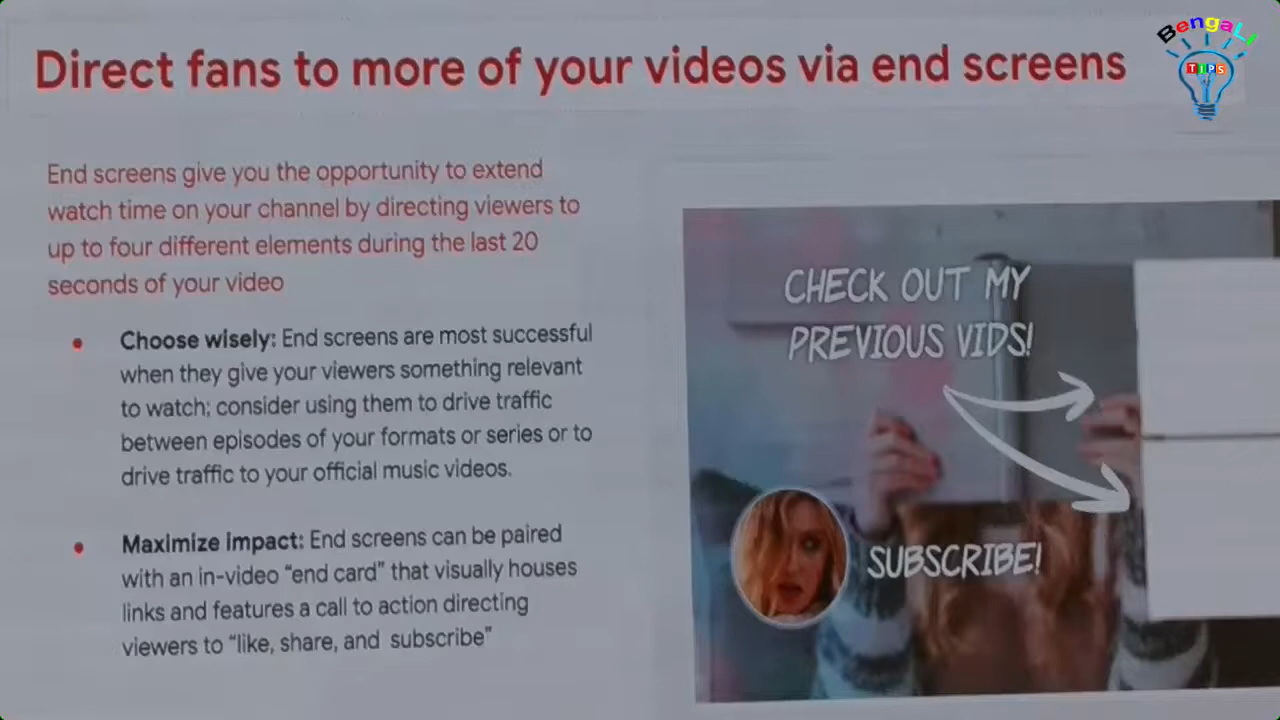 Direct fans to more of your videos via end screens
BengaLi
TIPS
End screens give you the opportunity to extend
watch time on your channel by directing viewers to
up to four different elements during the last 20
seconds of your video
• Choose wisely: End screens are most successful
when they give your viewers something relevant
to watch; consider using them to drive traffic
between episodes of your formats or series or to
drive traffic to your official music videos.
• Maximize impact: End screens can be paired
with an in-video “end card” that visually houses
links and features a call to action directing
viewers to “like, share, and subscribe”
CHECK OUT MY
PREVIOUS VIDS!
SUBSCRIBE!